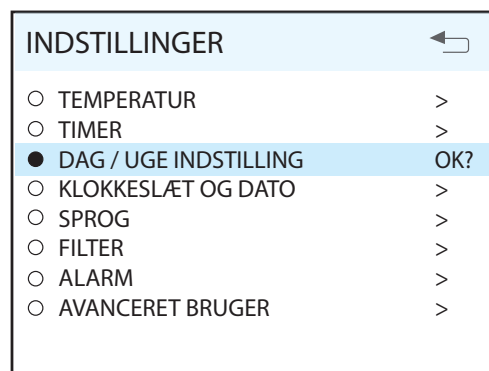 INDSTILLINGER
TEMPERATUR >
TIMER >
DAG / UGE INDSTILLING OK?
KLOKKESLÆT OG DATO >
SPROG >
FILTER >
ALARM >
AVANCERET BRUGER >